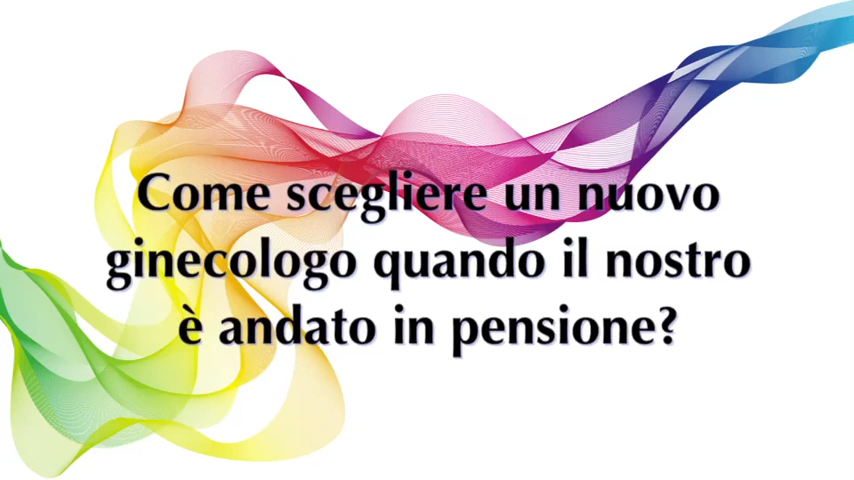 Come scegliere un nuovo
ginecologo quando il nostro
è andato in pensione?